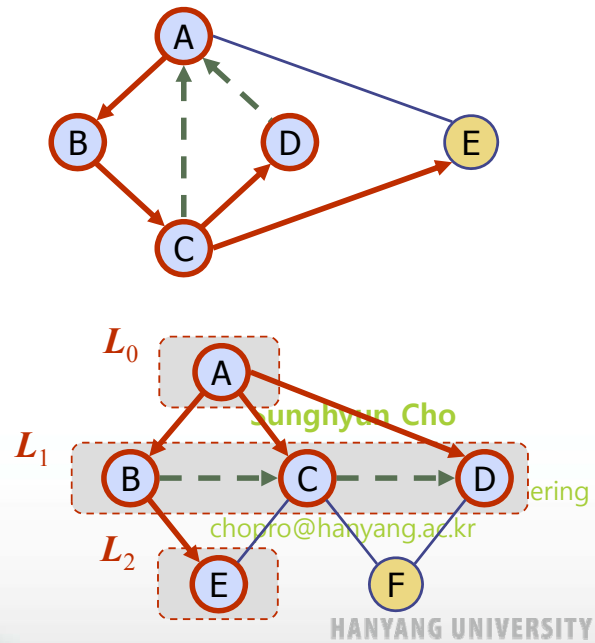 A
B
D
E
C
L0
A
Sunghyun Cho
L1
B
C
D
ering
chopro@hanyang.ac.kr
L2
E
F
HANYANG UNIVERSITY